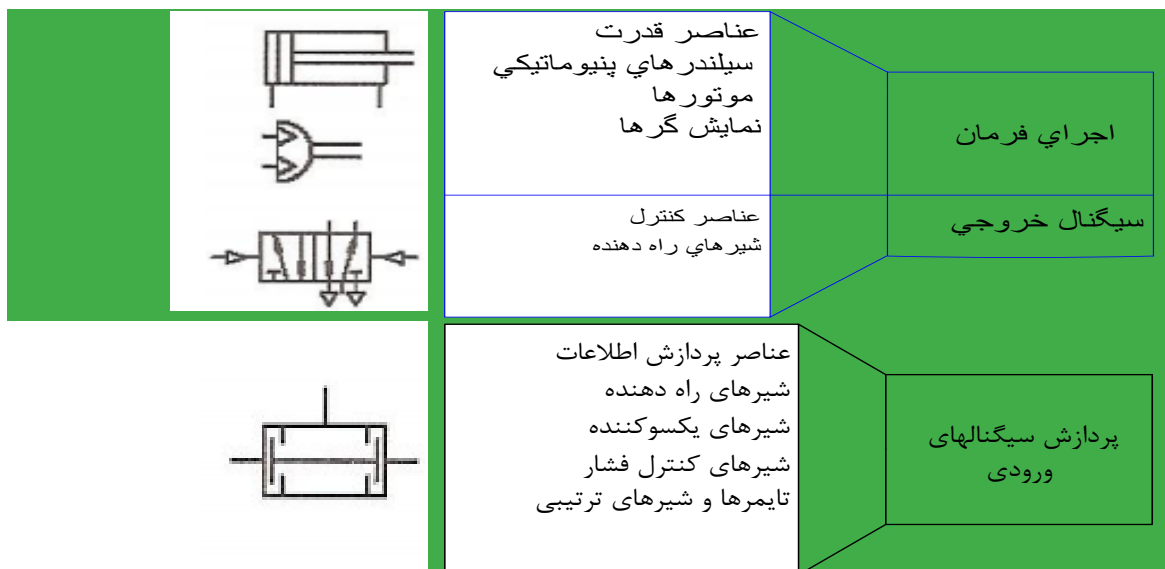 اجراي فرمان
عناصر قدرت
سيلندرهاي پنيوماتيكي
موتورها
نمايش گرها
سيگنال خروجي
عناصر كنترل
شيرهاي راه دهنده
پردازش سیگنالهای
ورودی
عناصر پردازش اطلاعات
شیرهای راه دهنده
شیرهای یکسوکننده
شیرهای کنترل فشار
تایمرها و شیرهای ترتیبی